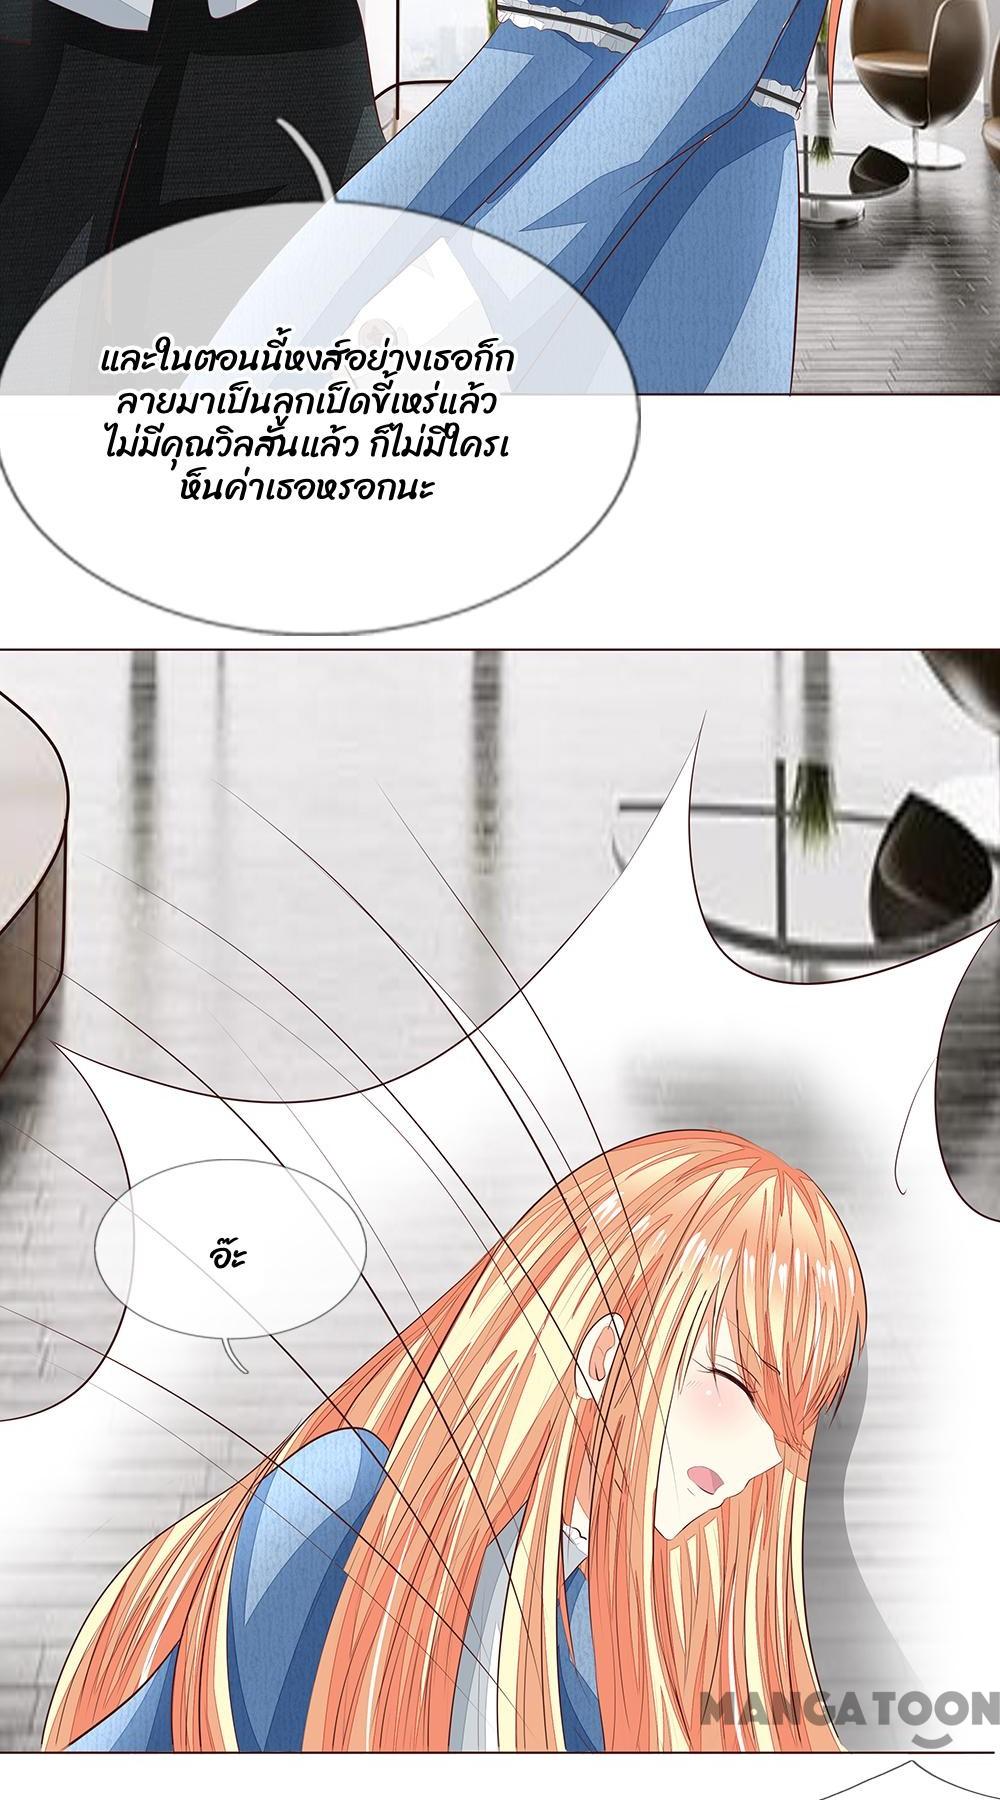 และในตอนนี้หงส์อย่างเธอก็ก
ลายมาเป็นลูกเป็ดขี้เหร่แล้ว
ไม่มีคุณวิลสันแล้ว ก็ไม่มีใครเ
ห็นค่าเธอหรอกนะ
อ๊ะ
MANGATOON